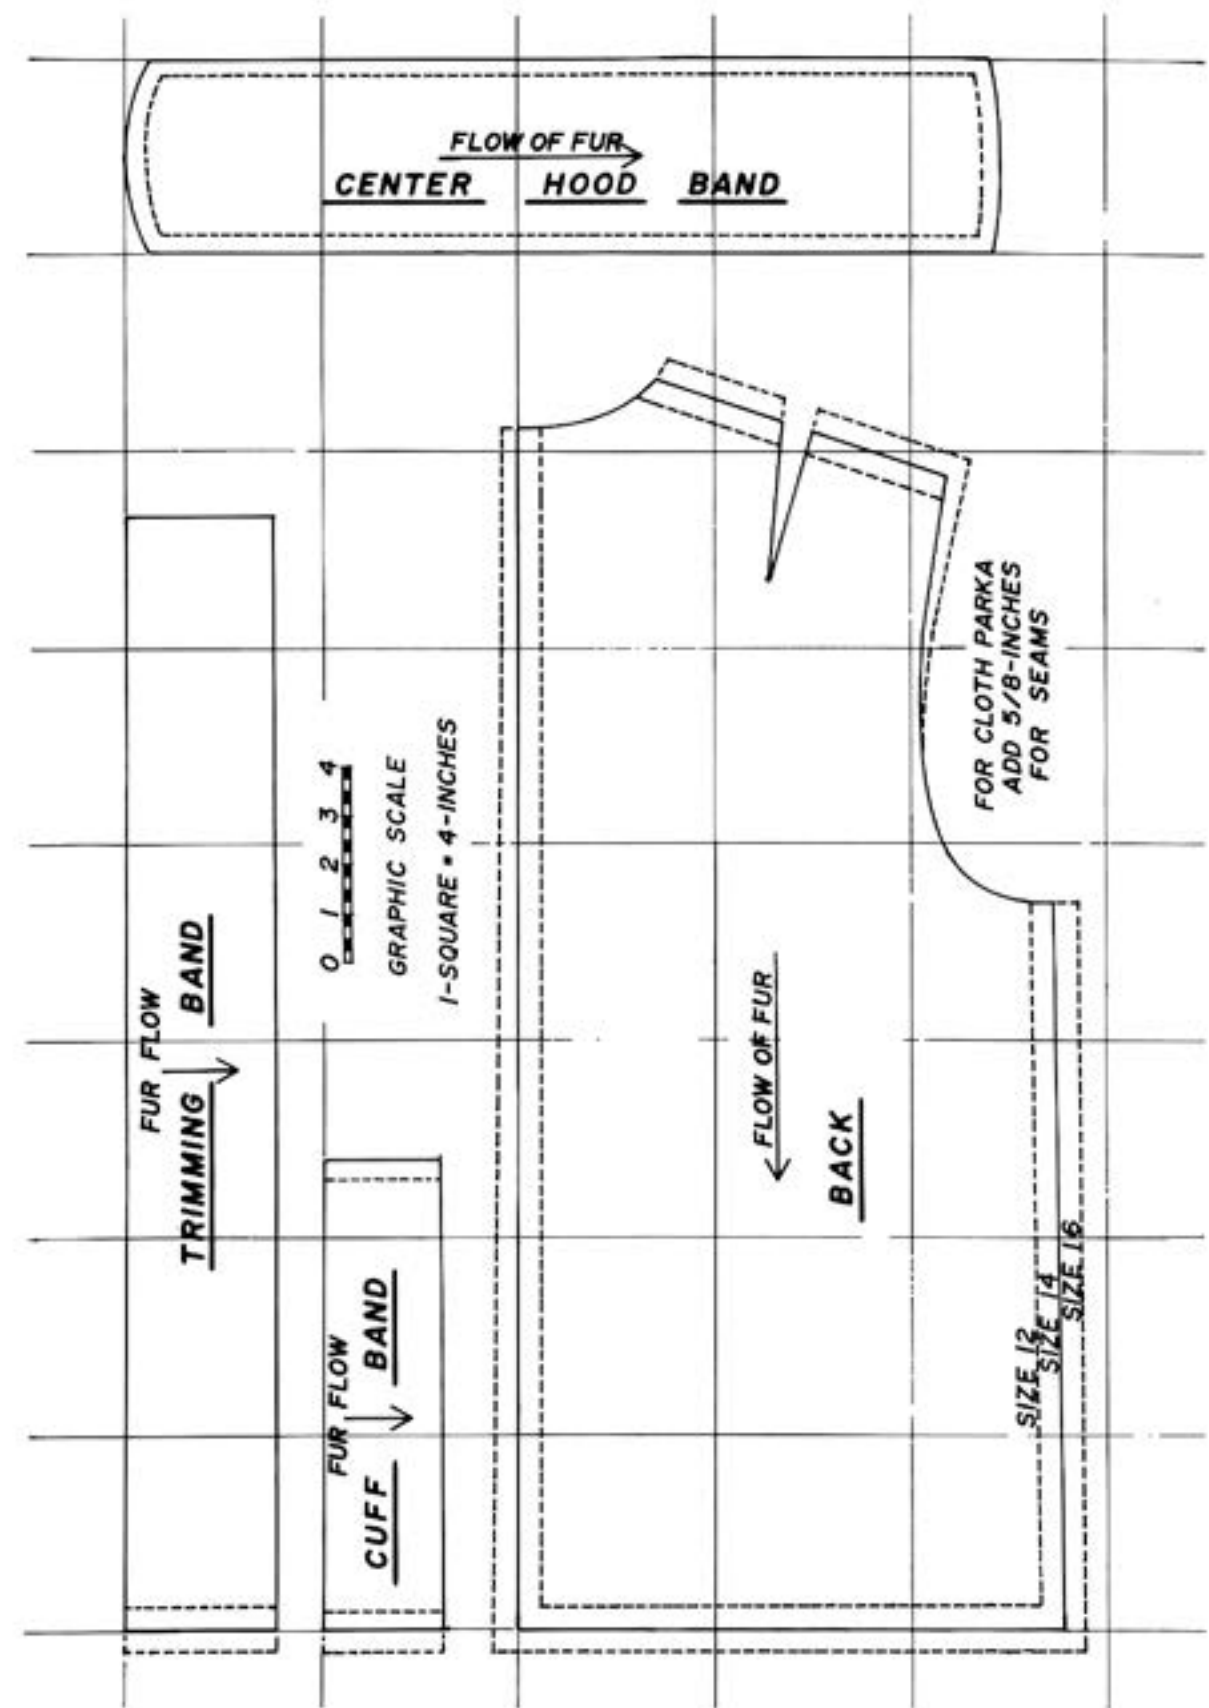 FLOW OF FUR
CENTER HOOD BAND
FUR FLOW
TRIMMING BAND
0 1 2 3 4
GRAPHIC SCALE
1-SQUARE = 4-INCHES
FOR CLOTH PARKA
ADD 5/8-INCHES
FOR SEAMS
FLOW OF FUR
BACK
FUR FLOW
CUFF BAND
SIZE 12
SIZE 14
SIZE 16